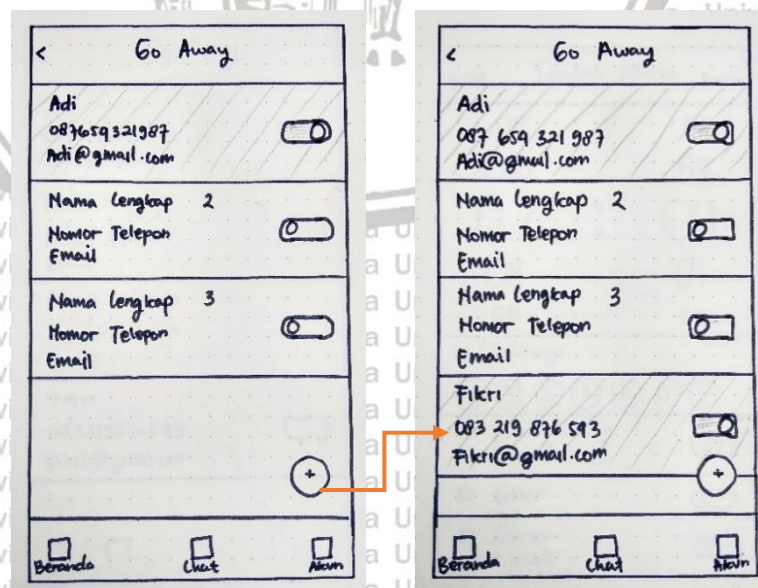 < Go Away
Adi
087659321987
Adi@gmail.com
Nama Lengkap 2
Nomor Telepon
Email
Nama Lengkap 3
Nomor Telepon
Email
+
Beranda Chat Akun
< Go Away
Adi
087 659 321 987
Adi@gmail.com
Nama Lengkap 2
Nomor Telepon
Email
Nama Lengkap 3
Nomor Telepon
Email
Fikri
083 219 876 543
Fikri@gmail.com
+
Beranda Chat Akun